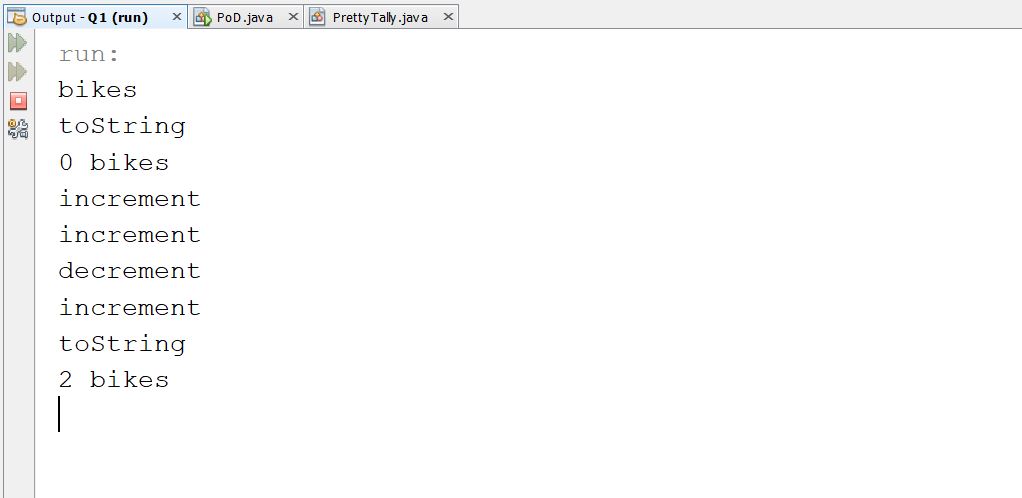 Output - Q1 (run) PoD.java PrettyTally.java
run:
bikes
toString
0 bikes
increment
increment
decrement
increment
toString
2 bikes